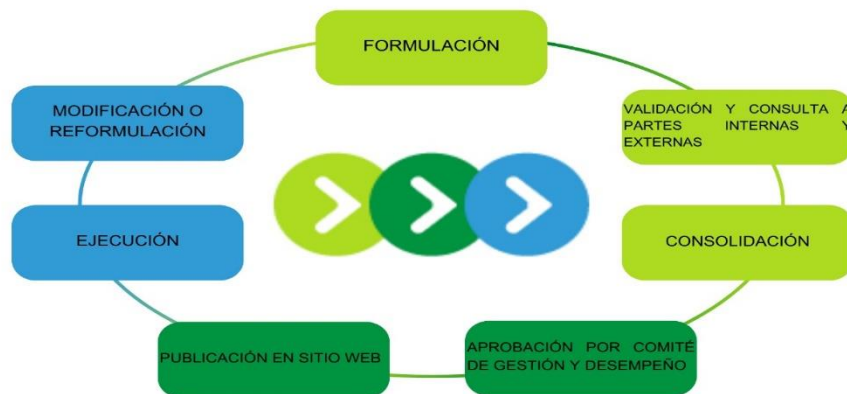 FORMULACIÓN
VALIDACIÓN Y CONSULTA A
PARTES INTERNAS Y
EXTERNAS
CONSOLIDACIÓN
APROBACIÓN POR COMITÉ
DE GESTIÓN Y DESEMPEÑO
PUBLICACIÓN EN SITIO WEB
EJECUCIÓN
MODIFICACIÓN O
REFORMULACIÓN